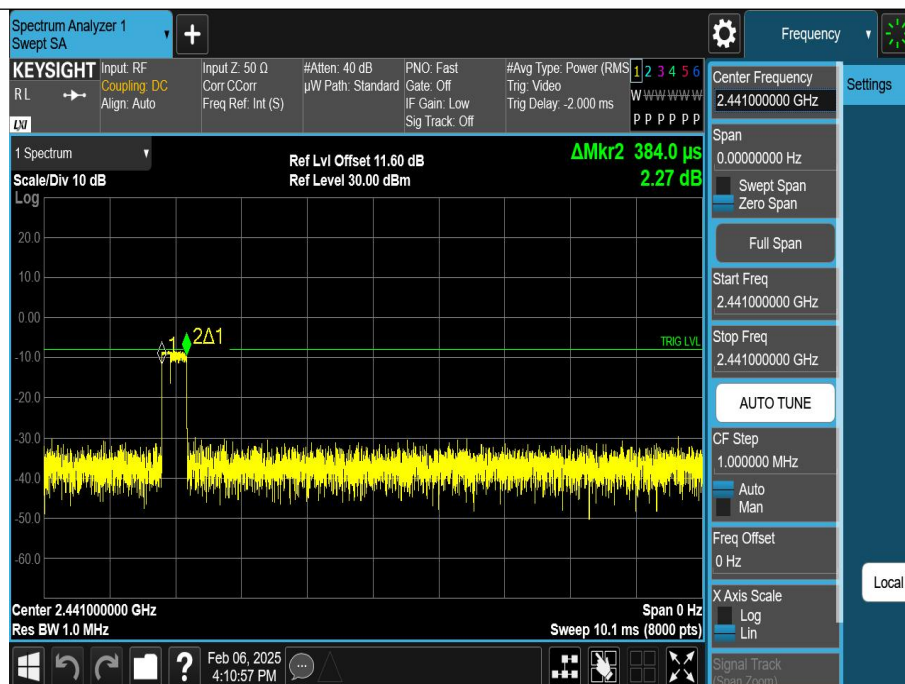 Spectrum Analyzer 1
Swept SA
+
Frequency
KEYSIGHT
RL
LXI
Input: RF
Coupling: DC
Align: Auto
Input Z: 50 Ω
Corr CCorr
Freq Ref: Int (S)
#Atten: 40 dB
µW Path: Standard
PNO: Fast
Gate: Off
IF Gain: Low
Sig Track: Off
#Avg Type: Power (RMS
Trig: Video
Trig Delay: -2.000 ms
1 2 3 4 5 6
W W W W W W
P P P P P P
1 Spectrum
Scale/Div 10 dB
Log
Ref Lvl Offset 11.60 dB
Ref Level 30.00 dBm
ΔMkr2 384.0 µs
2.27 dB
20.0
10.0
0.00
-10.0
-20.0
-30.0
-40.0
-50.0
-60.0
1
2Δ1
TRIG LVL
Center 2.441000000 GHz
Res BW 1.0 MHz
Span 0 Hz
Sweep 10.1 ms (8000 pts)
?
Feb 06, 2025
4:10:57 PM
Center Frequency
2.441000000 GHz
Span
0.00000000 Hz
Swept Span
Zero Span
Full Span
Start Freq
2.441000000 GHz
Stop Freq
2.441000000 GHz
AUTO TUNE
CF Step
1.000000 MHz
Auto
Man
Freq Offset
0 Hz
X Axis Scale
Log
Lin
Signal Track
(Span Zoom)
Settings
Local